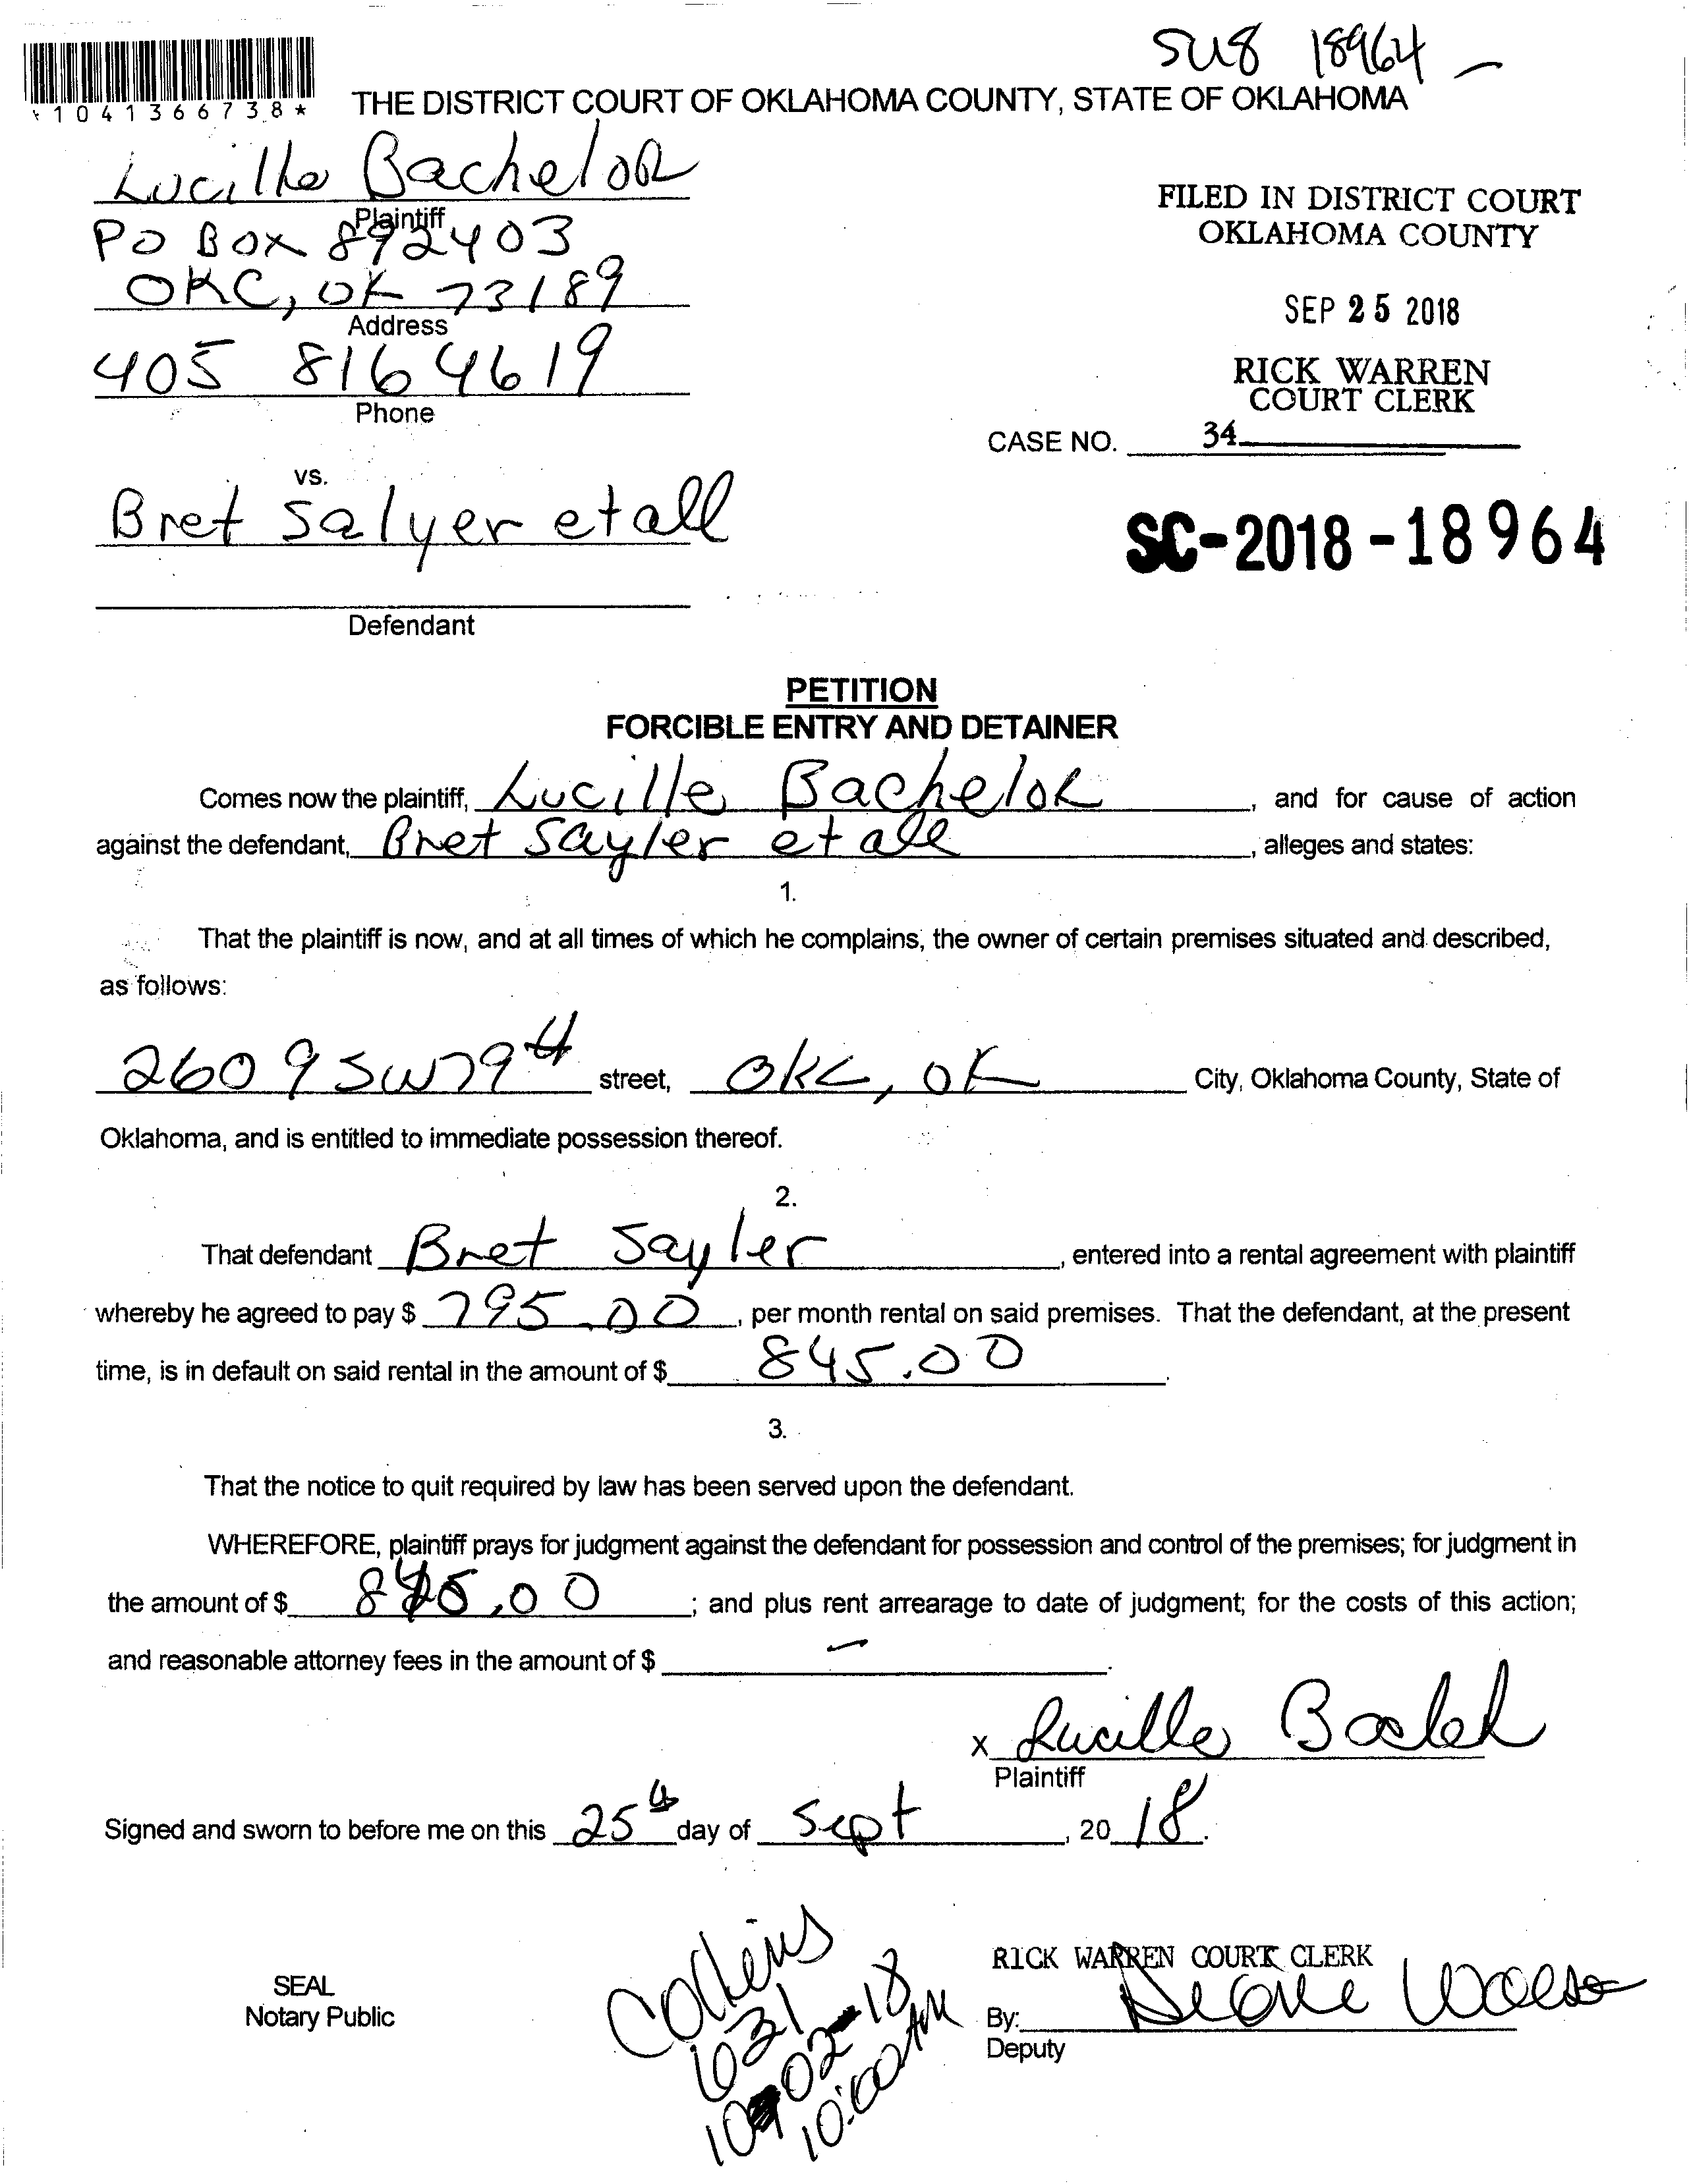 SU8 18964 -
*1041366738*
THE DISTRICT COURT OF OKLAHOMA COUNTY, STATE OF OKLAHOMA
Lucille Bachelor
Plaintiff
PO BOX 892403
OKC, OK 73189
Address
405 816 4619
Phone
FILED IN DISTRICT COURT
OKLAHOMA COUNTY
SEP 25 2018
RICK WARREN
COURT CLERK
CASE NO. 34
vs.
Bret Salyer et all
SC-2018-18964
Defendant
PETITION
FORCIBLE ENTRY AND DETAINER
Comes now the plaintiff, Lucille Bachelor, and for cause of action
against the defendant, Bret Sayler et all, alleges and states:
1.
That the plaintiff is now, and at all times of which he complains, the owner of certain premises situated and described,
as follows:
2609 SW 79th street, OKC, OK City, Oklahoma County, State of
Oklahoma, and is entitled to immediate possession thereof.
2.
That defendant Bret Sayler, entered into a rental agreement with plaintiff
whereby he agreed to pay $ 795.00, per month rental on said premises. That the defendant, at the present
time, is in default on said rental in the amount of $ 845.00.
3.
That the notice to quit required by law has been served upon the defendant.
WHEREFORE, plaintiff prays for judgment against the defendant for possession and control of the premises; for judgment in
the amount of $ 845.00; and plus rent arrearage to date of judgment; for the costs of this action;
and reasonable attorney fees in the amount of $ -.
x Lucille
Plaintiff
Signed and sworn to before me on this 25th day of Sept, 2018.
SEAL
Notary Public
Collins
631
10-02-18
10:00 AM
RICK WARREN COURT CLERK
By:
Deputy